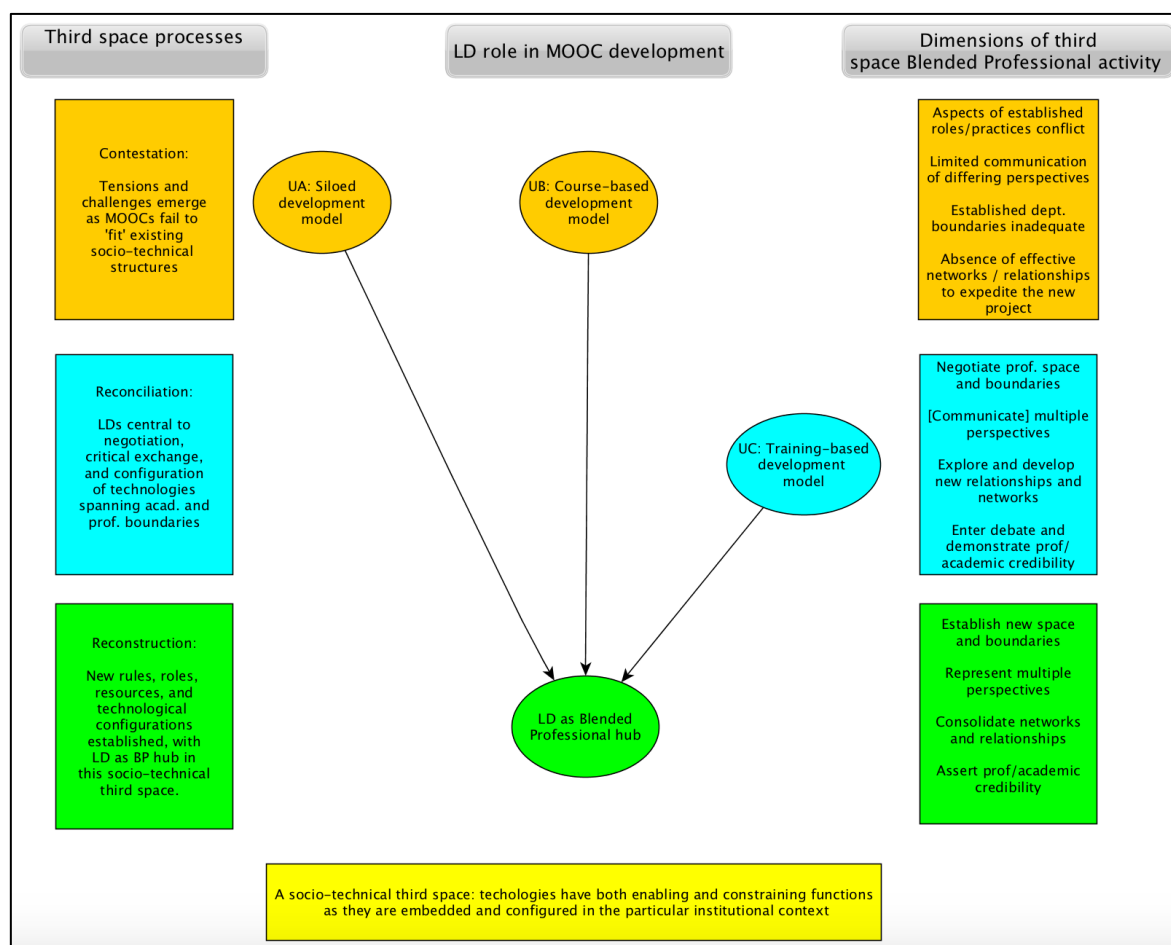 Third space processes
LD role in MOOC development
Dimensions of third
space Blended Professional activity
Contestation:
Tensions and
challenges emerge
as MOOCs fail to
'fit' existing
socio-technical
structures
UA: Siloed
development
model
UB: Course-based
development
model
Aspects of established
roles/practices conflict
Limited communication
of differing perspectives
Established dept.
boundaries inadequate
Absence of effective
networks / relationships
to expedite the new
project
Reconciliation:
LDs central to
negotiation,
critical exchange,
and configuration
of technologies
spanning acad. and
prof. boundaries
UC: Training-based
development
model
Negotiate prof. space
and boundaries
[Communicate] multiple
perspectives
Explore and develop
new relationships and
networks
Enter debate and
demonstrate prof/
academic credibility
Reconstruction:
New rules, roles,
resources, and
technological
configurations
established, with
LD as BP hub in
this socio-technical
third space.
LD as Blended
Professional hub
Establish new space
and boundaries
Represent multiple
perspectives
Consolidate networks
and relationships
Assert prof/academic
credibility
A socio-technical third space: techologies have both enabling and constraining functions
as they are embedded and configured in the particular institutional context